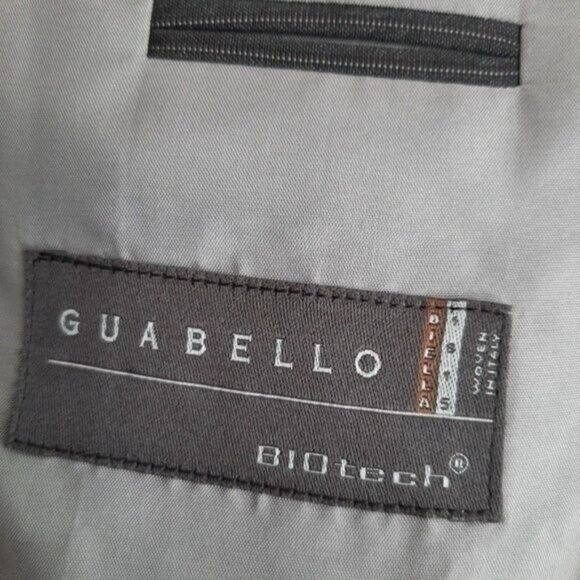 GUABELLO
BIELLA
1815
WOVEN
IN ITALY
BIOtech®